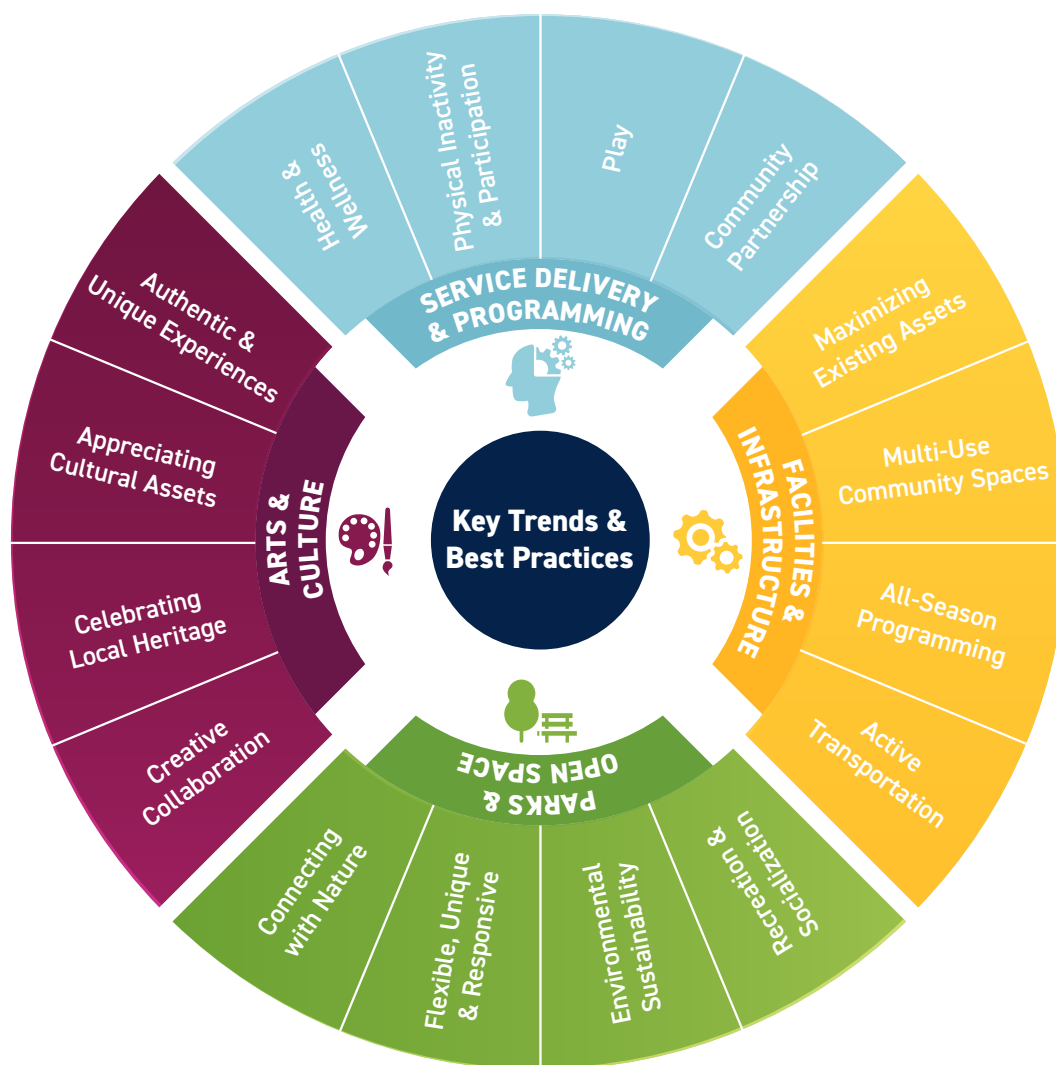 Key Trends &
Best Practices
SERVICE DELIVERY
& PROGRAMMING
Health &
Wellness
Physical Inactivity
& Participation
Play
Community
Partnership
FACILITIES &
INFRASTRUCTURE
Maximizing
Existing Assets
Multi-Use
Community Spaces
All-Season
Programming
Active
Transportation
PARKS &
OPEN SPACE
Recreation &
Socialization
Environmental
Sustainability
Flexible, Unique
& Responsive
Connecting
with Nature
ARTS &
CULTURE
Creative
Collaboration
Celebrating
Local Heritage
Appreciating
Cultural Assets
Authentic &
Unique Experiences